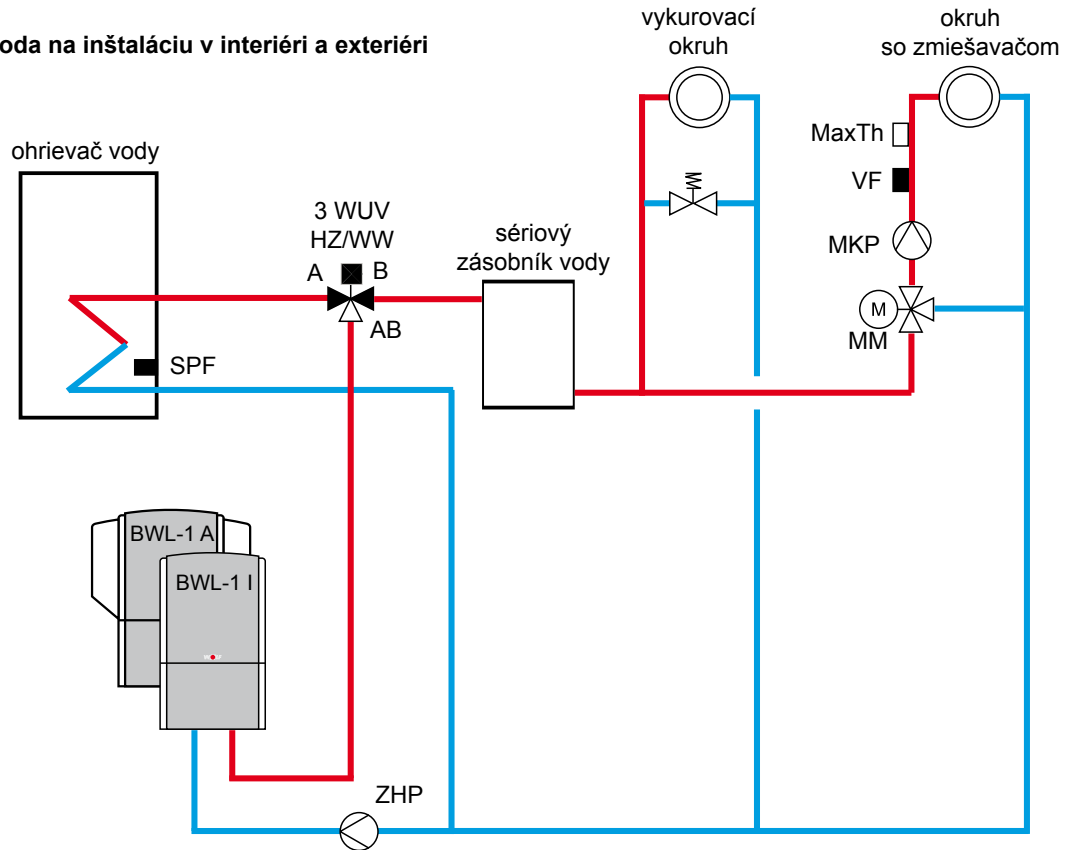 oda na inštaláciu v interiéri a exteriéri
vykurovací
okruh
okruh
so zmiešavačom
MaxTh
ohrievač vody
VF
3 WUV
HZ/WW
sériový
zásobník vody
MKP
A
B
M
AB
MM
SPF
BWL-1 A
BWL-1 I
ZHP